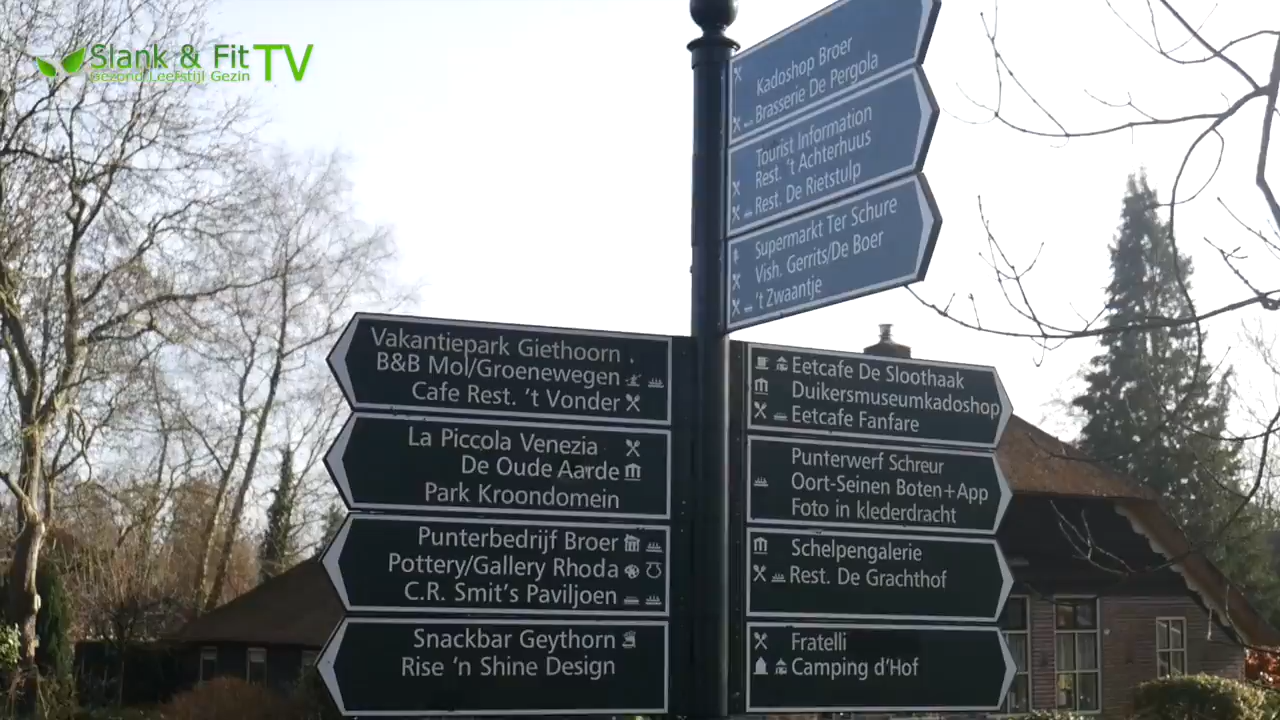 Slank & Fit TV
Gezond Leefstijl Gezin
Kadoshop Broer
Brasserie De Pergola
Tourist Information
Rest. 't Achterhuus
Rest. De Rietstulp
Supermarkt Ter Schure
Vish. Gerrits/De Boer
't Zwaantje
Vakantiepark Giethoorn
B&B Mol/Groenewegen
Cafe Rest. 't Vonder
La Piccola Venezia
De Oude Aarde
Park Kroondomein
Punterbedrijf Broer
Pottery/Gallery Rhoda
C.R. Smit's Paviljoen
Snackbar Geythorn
Rise 'n Shine Design
Eetcafe De Sloothaak
Duikersmuseumkadoshop
Eetcafe Fanfare
Punterwerf Schreur
Oort-Seinen Boten+App
Foto in klederdracht
Schelpengalerie
Rest. De Grachthof
Fratelli
Camping d'Hof